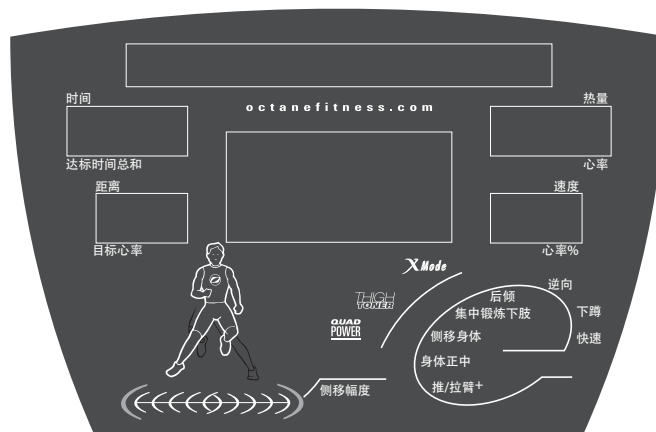 时间
热量
octanefitness.com
达标时间总和
心率
距离
速度
目标心率
心率%
XMode
逆向
后倾
THIGH
TONER
集中锻炼下肢
下蹲
QUAD
POWER
侧移身体
快速
身体正中
侧移幅度
推/拉臂+